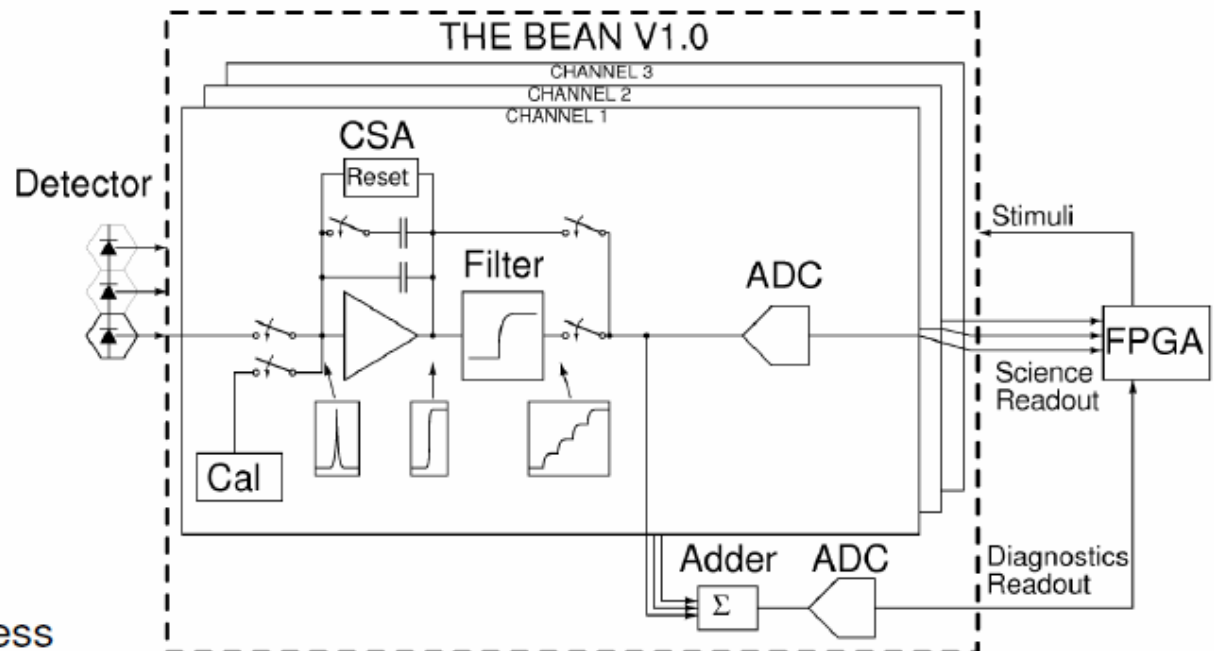 THE BEAN V1.0
CHANNEL 3
CHANNEL 2
CHANNEL 1
CSA
Reset
Detector
Stimuli
Filter
ADC
FPGA
Science
Readout
Cal
Diagnostics
Readout
Adder
ADC
Σ
ess